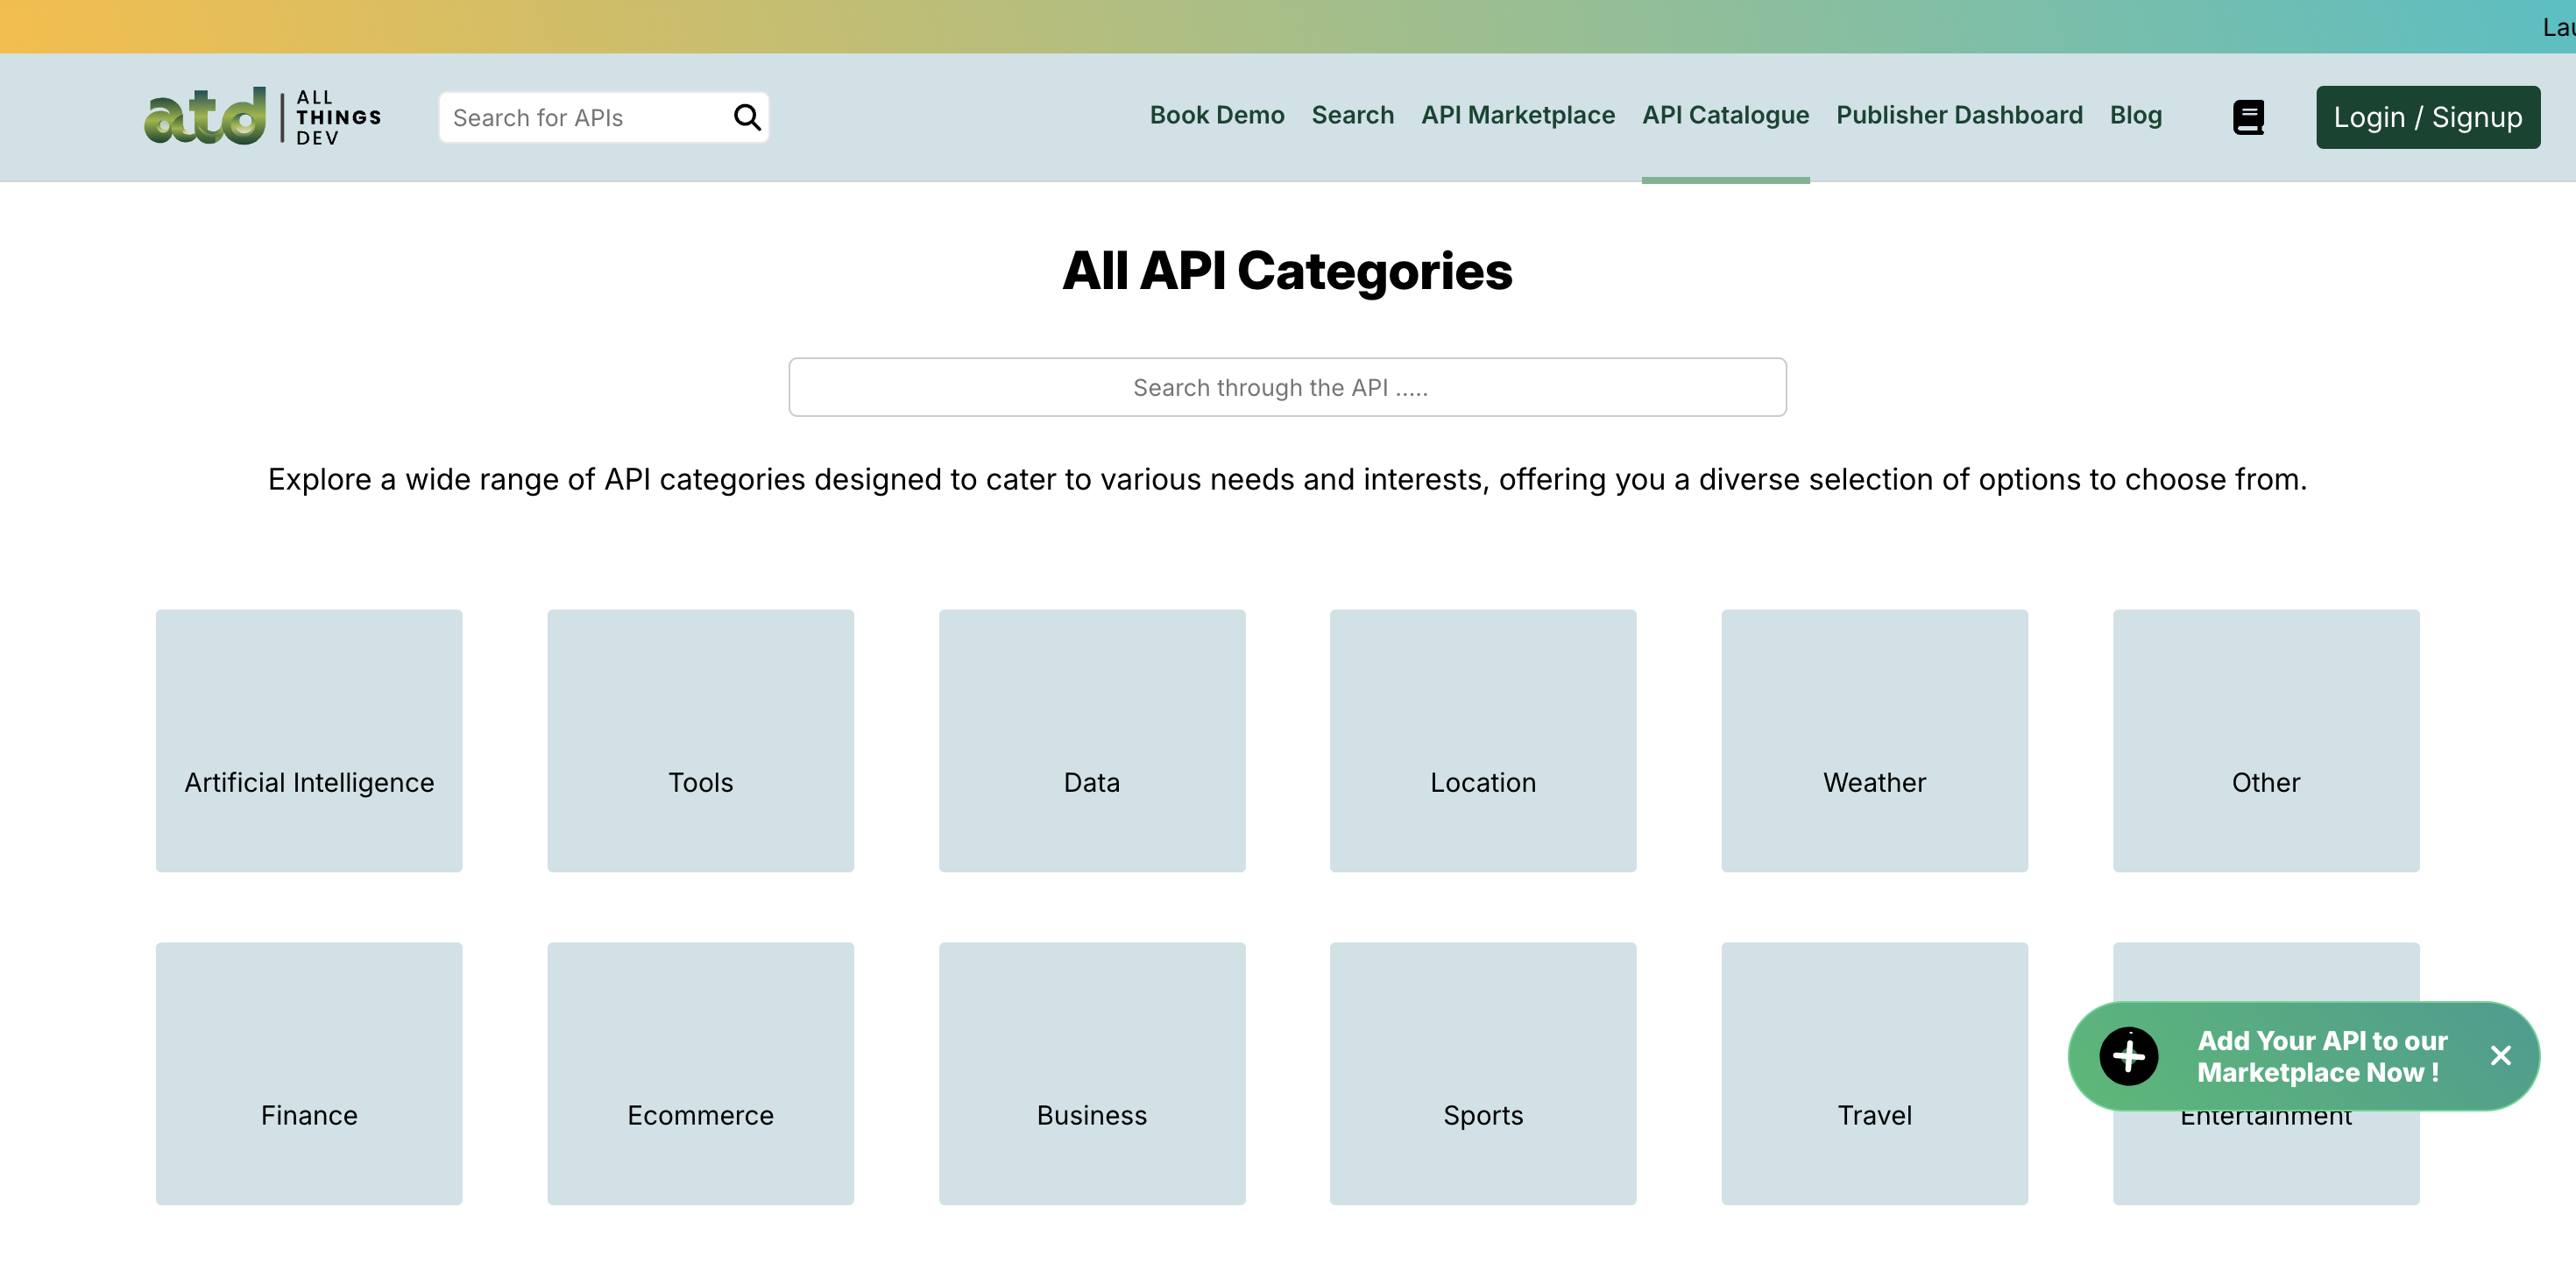 Lau
atd
ALL
THINGS
DEV
Search for APIs
Book Demo Search API Marketplace API Catalogue Publisher Dashboard Blog
Login / Signup
All API Categories
Search through the API .....
Explore a wide range of API categories designed to cater to various needs and interests, offering you a diverse selection of options to choose from.
Artificial Intelligence Tools Data Location Weather Other
Add Your API to our
Marketplace Now !
Finance Ecommerce Business Sports Travel Entertainment